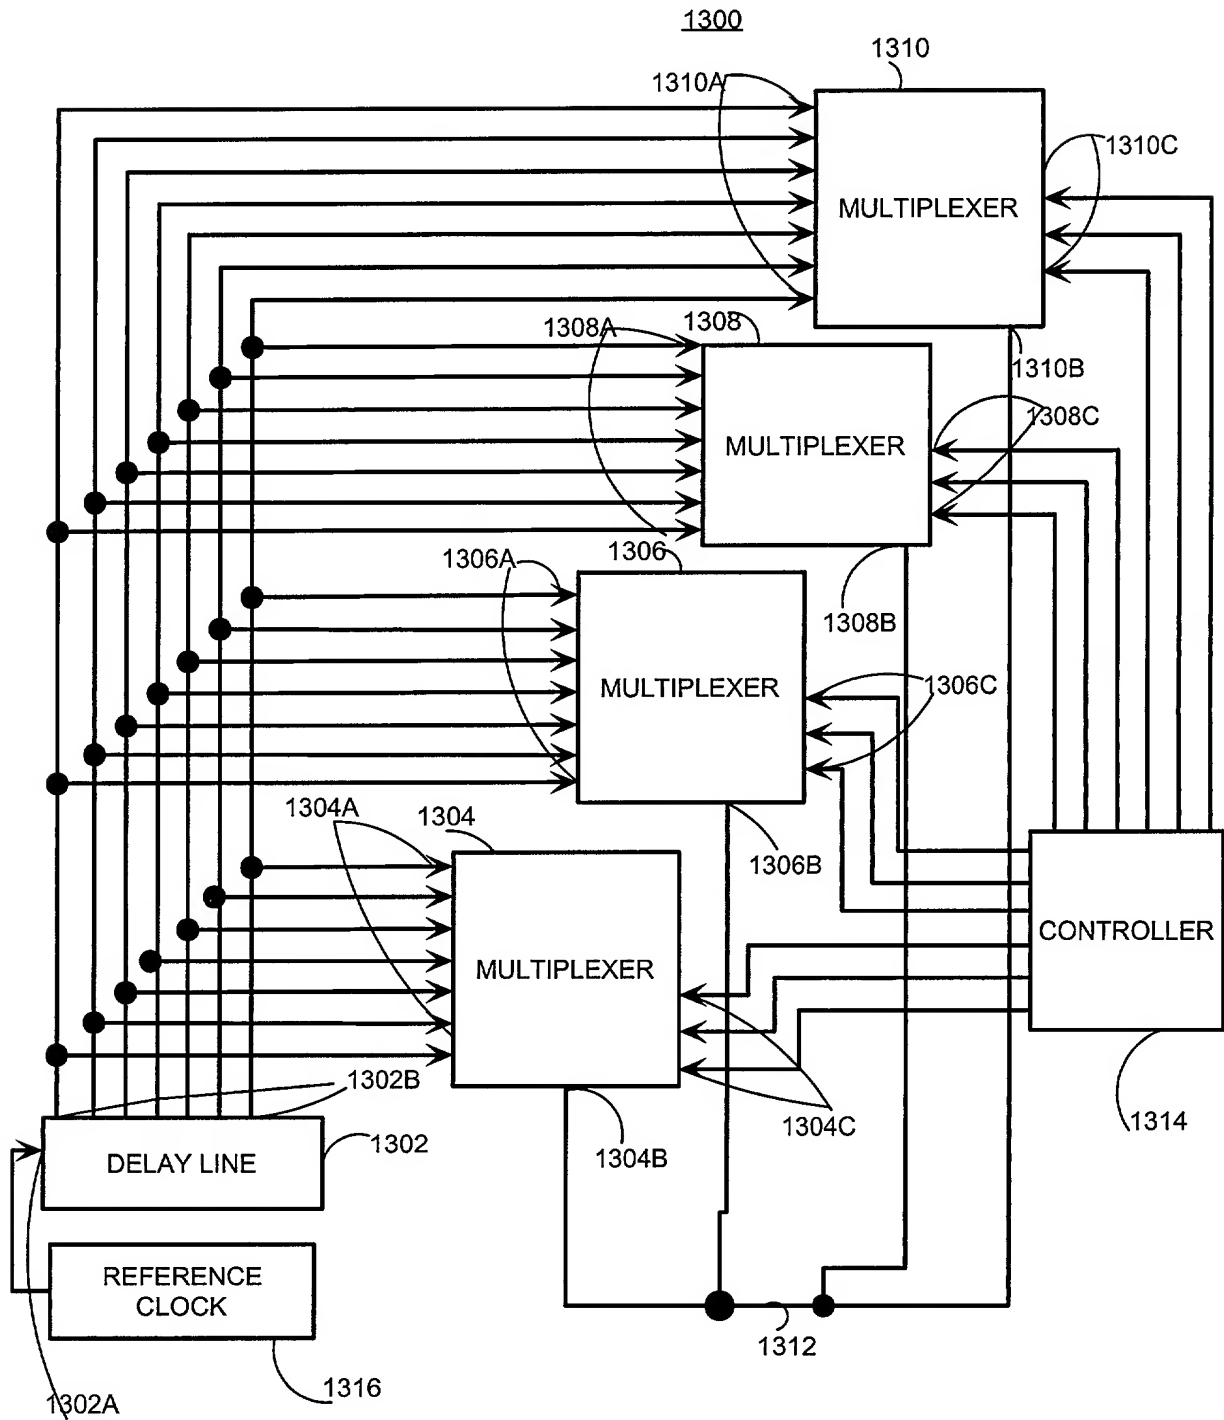 1300
1310
1310A
1310C
MULTIPLEXER
1308
1308A
1310B
1308C
MULTIPLEXER
1306
1306A
1308B
MULTIPLEXER
1306C
1304A
1304
1306B
CONTROLLER
MULTIPLEXER
1302B
1304C
1314
1302
1304B
DELAY LINE
REFERENCE
CLOCK
1312
1316
1302A